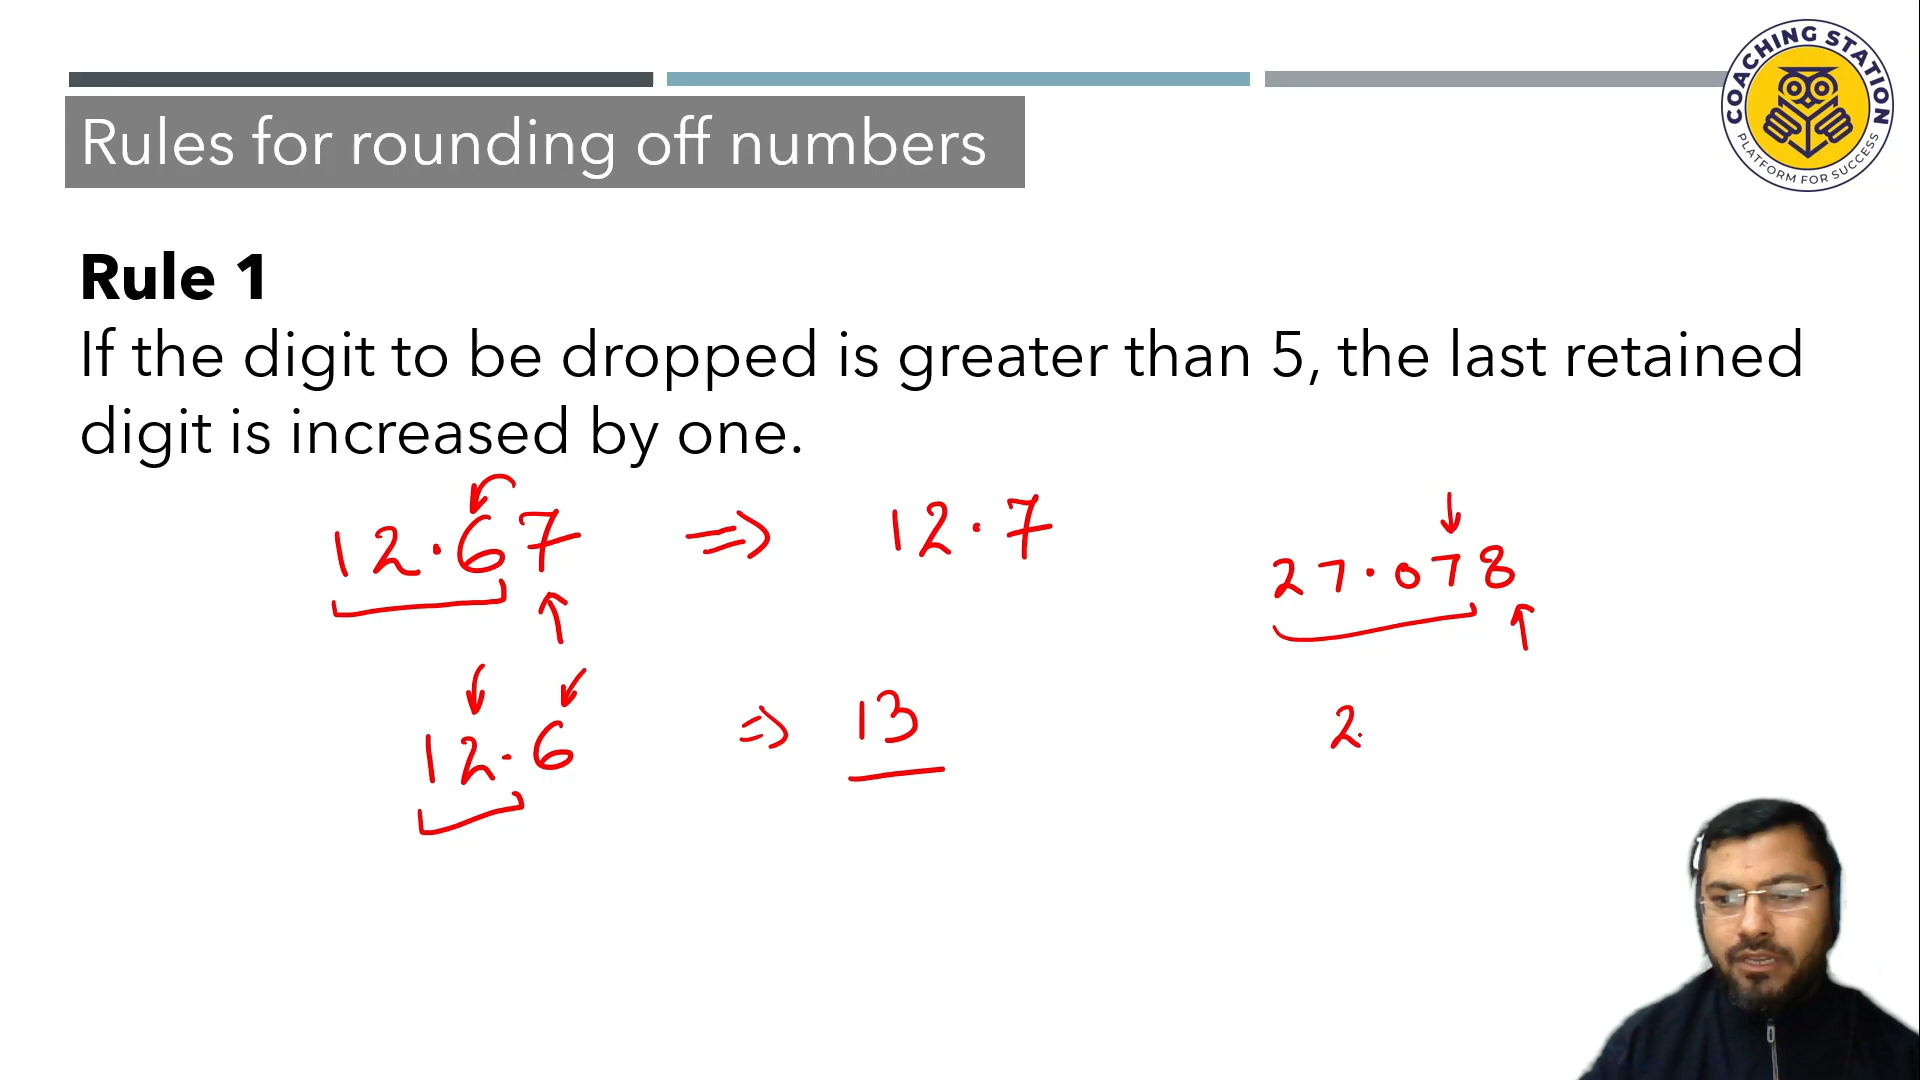 COACHING STATION
PLATFORM FOR SUCCESS
Rules for rounding off numbers
Rule 1
If the digit to be dropped is greater than 5, the last retained
digit is increased by one.
12.67 => 12.7
27.078
12.6 => 13
2.